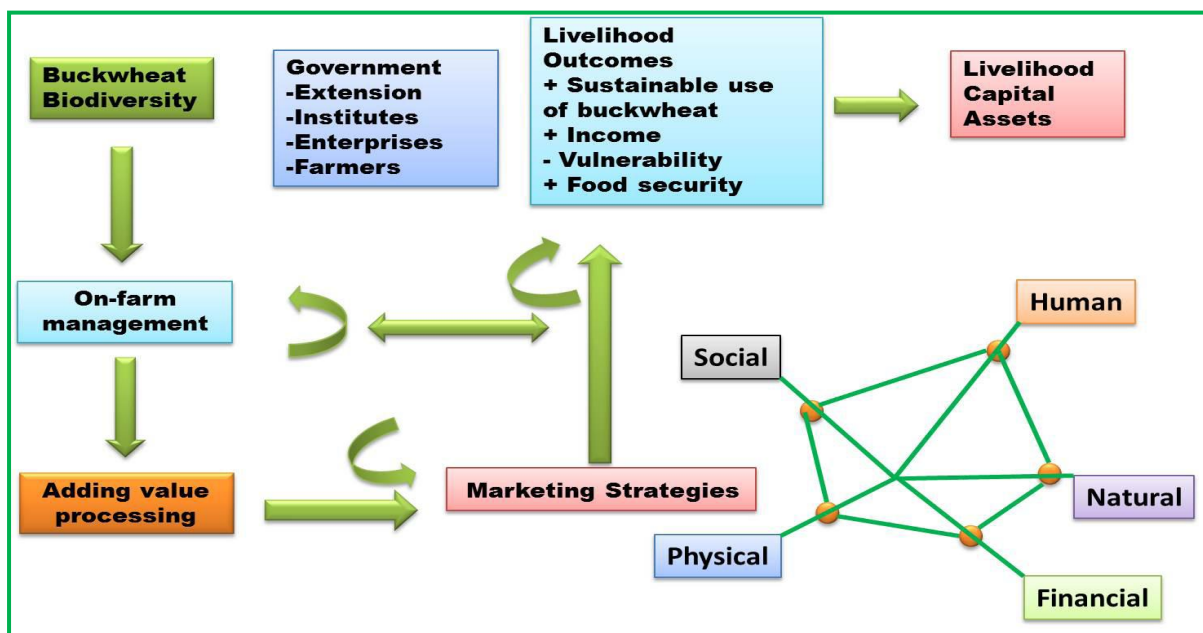 Buckwheat
Biodiversity
Government
-Extension
-Institutes
-Enterprises
-Farmers
Livelihood
Outcomes
+ Sustainable use
of buckwheat
+ Income
- Vulnerability
+ Food security
Livelihood
Capital
Assets
On-farm
management
Human
Social
Adding value
processing
Marketing Strategies
Natural
Physical
Financial